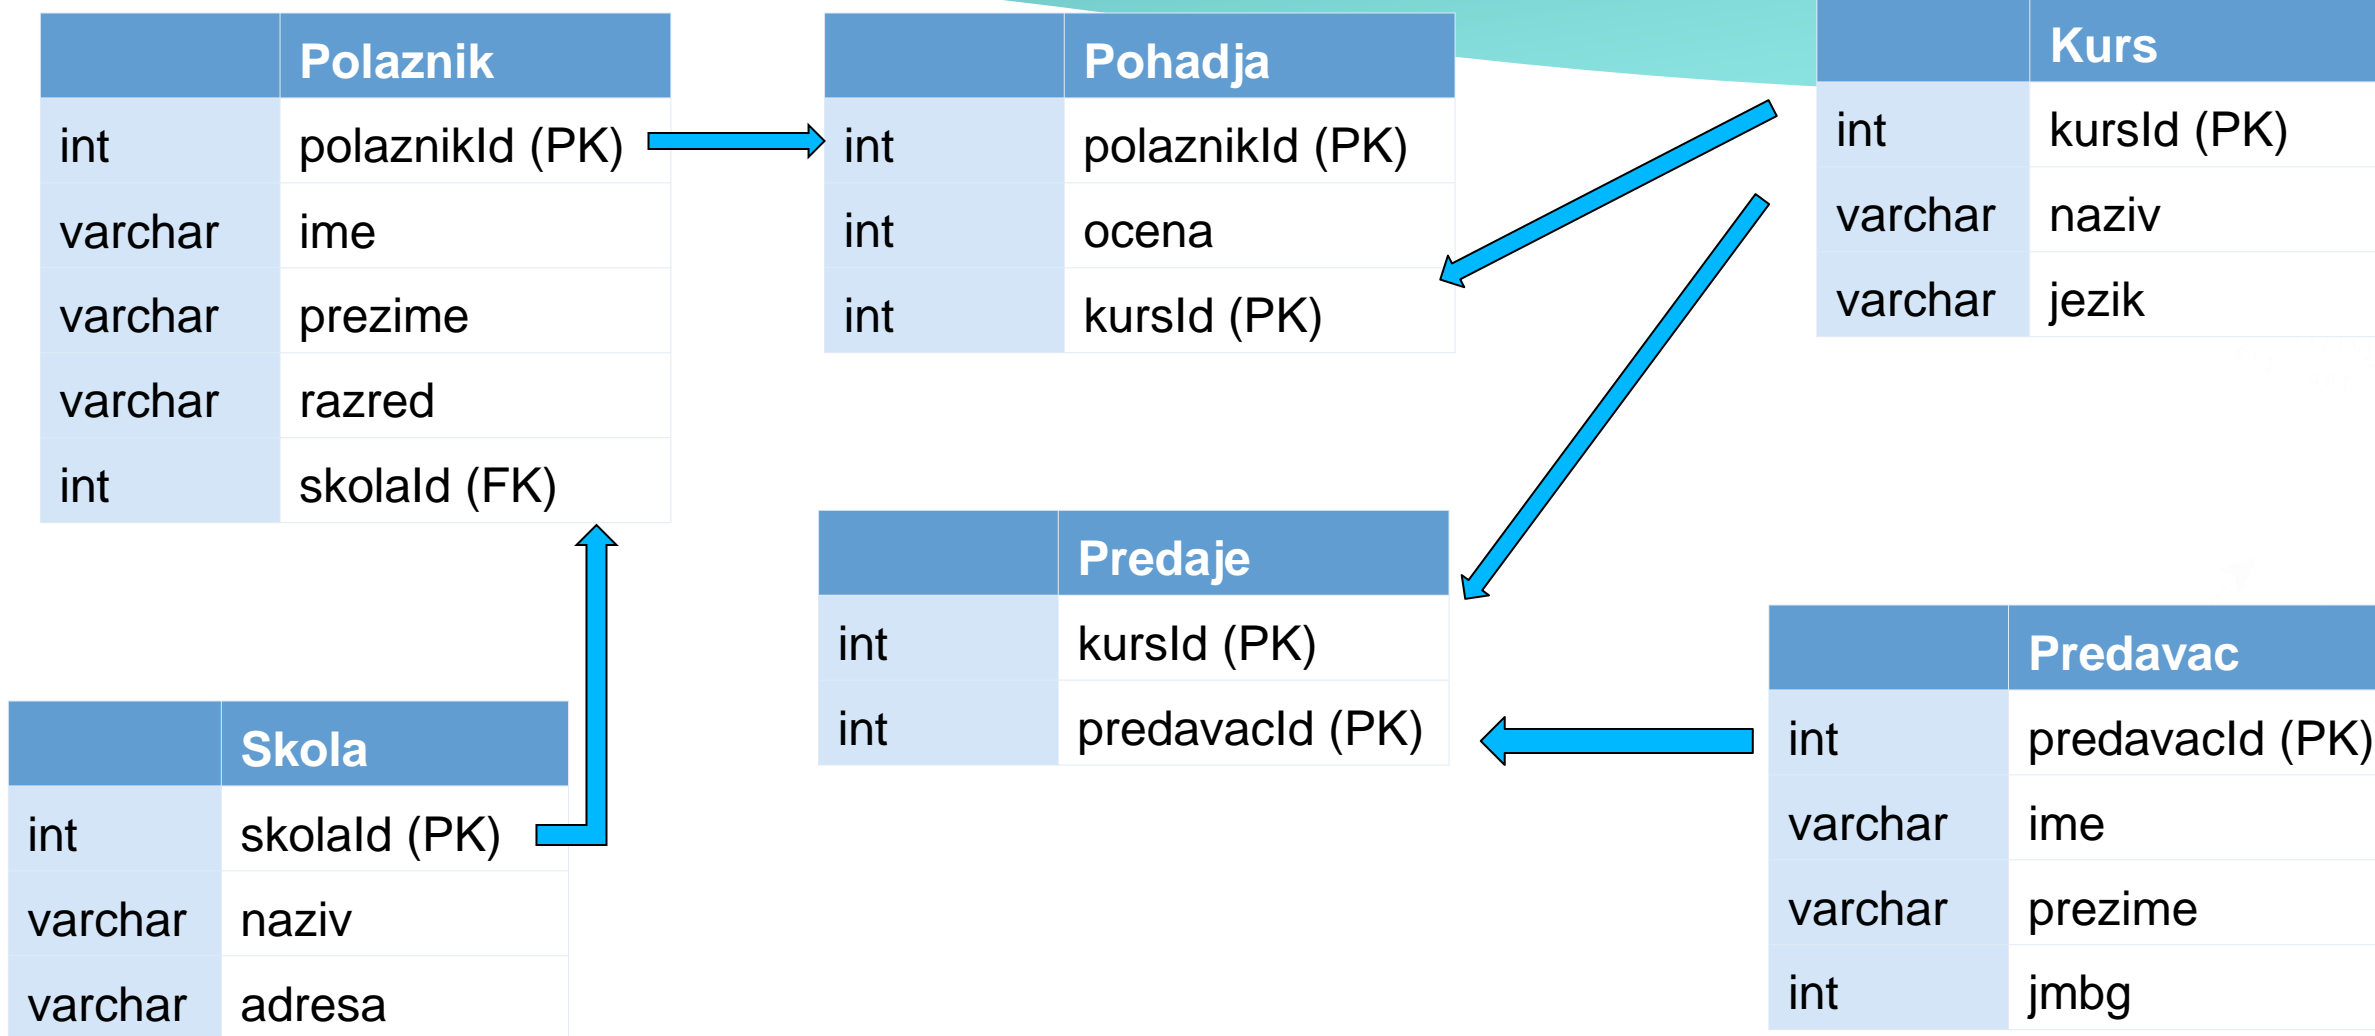 Polaznik
int polaznikId (PK)
varchar ime
varchar prezime
varchar razred
int skolaId (FK)
Pohadja
int polaznikId (PK)
int ocena
int kursId (PK)
Kurs
int kursId (PK)
varchar naziv
varchar jezik
Predaje
int kursId (PK)
int predavacId (PK)
Skola
int skolaId (PK)
varchar naziv
varchar adresa
Predavac
int predavacId (PK)
varchar ime
varchar prezime
int jmbg